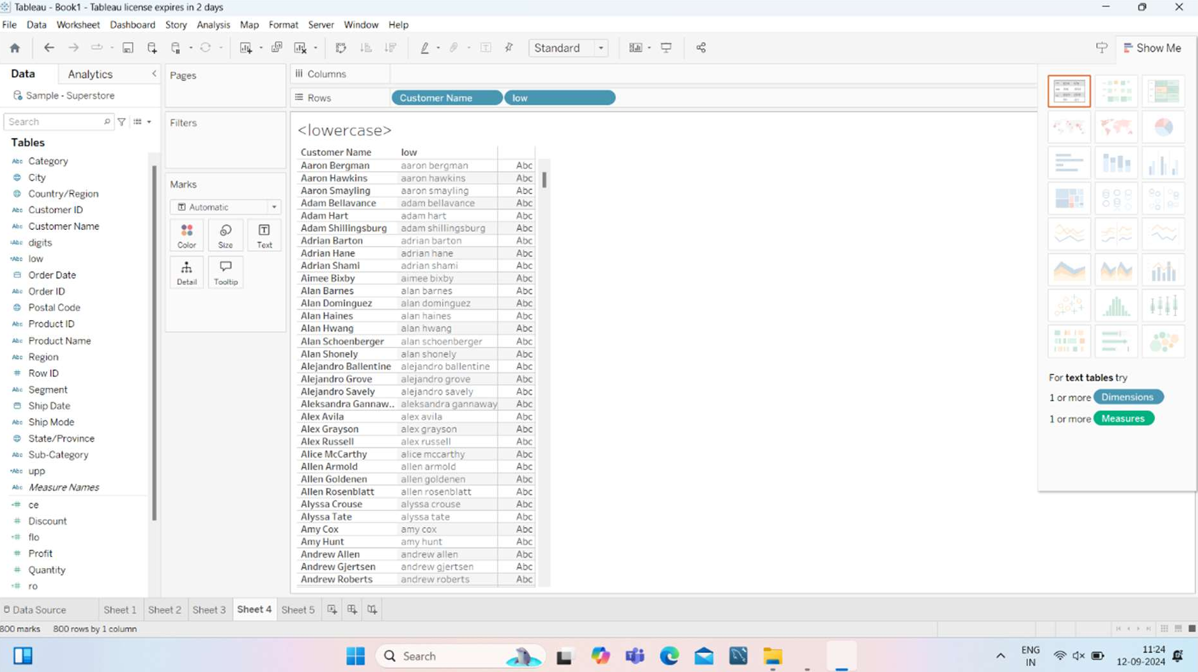 Tableau - Book1 - Tableau license expires in 2 days
File Data Worksheet Dashboard Story Analysis Map Format Server Window Help
Standard
Show Me
Data Analytics
Sample - Superstore
Search
Tables
Abc Category
City
Country/Region
Abc Customer ID
Abc Customer Name
=Abc digits
=Abc low
Order Date
Abc Order ID
Postal Code
Abc Product ID
Abc Product Name
Abc Region
# Row ID
Abc Segment
Ship Date
Abc Ship Mode
State/Province
Abc Sub-Category
=Abc upp
Abc Measure Names
=# ce
# Discount
=# flo
# Profit
# Quantity
=# ro
Pages
Filters
Marks
Automatic
Color Size Text
Detail Tooltip
Columns
Rows Customer Name low
<lowercase>
Customer Name low
Aaron Bergman aaron bergman Abc
Aaron Hawkins aaron hawkins Abc
Aaron Smayling aaron smayling Abc
Adam Bellavance adam bellavance Abc
Adam Hart adam hart Abc
Adam Shillingsburg adam shillingsburg Abc
Adrian Barton adrian barton Abc
Adrian Hane adrian hane Abc
Adrian Shami adrian shami Abc
Aimee Bixby aimee bixby Abc
Alan Barnes alan barnes Abc
Alan Dominguez alan dominguez Abc
Alan Haines alan haines Abc
Alan Hwang alan hwang Abc
Alan Schoenberger alan schoenberger Abc
Alan Shonely alan shonely Abc
Alejandro Ballentine alejandro ballentine Abc
Alejandro Grove alejandro grove Abc
Alejandro Savely alejandro savely Abc
Aleksandra Gannaw.. aleksandra gannaway Abc
Alex Avila alex avila Abc
Alex Grayson alex grayson Abc
Alex Russell alex russell Abc
Alice McCarthy alice mccarthy Abc
Allen Armold allen armold Abc
Allen Goldenen allen goldenen Abc
Allen Rosenblatt allen rosenblatt Abc
Alyssa Crouse alyssa crouse Abc
Alyssa Tate alyssa tate Abc
Amy Cox amy cox Abc
Amy Hunt amy hunt Abc
Andrew Allen andrew allen Abc
Andrew Gjertsen andrew gjertsen Abc
Andrew Roberts andrew roberts Abc
For text tables try
1 or more Dimensions
1 or more Measures
Data Source Sheet 1 Sheet 2 Sheet 3 Sheet 4 Sheet 5
800 marks 800 rows by 1 column
Search
ENG
IN
11:24
12-09-2024